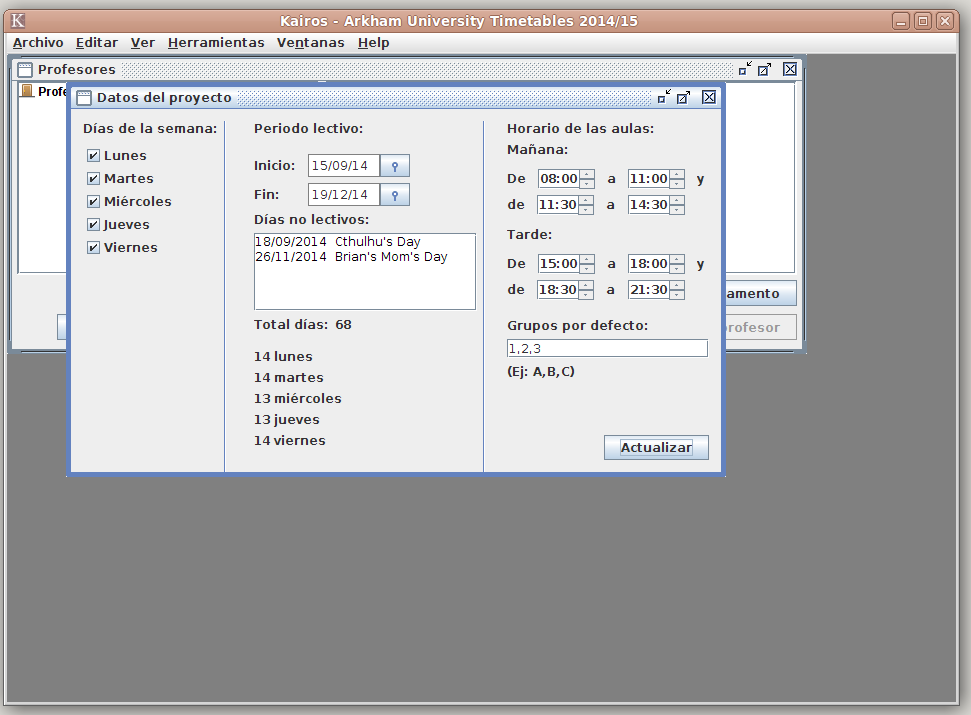 K Kairos - Arkham University Timetables 2014/15
Archivo Editar Ver Herramientas Ventanas Help
Profesores
Profe
Datos del proyecto
Días de la semana:
Lunes
Martes
Miércoles
Jueves
Viernes
Periodo lectivo:
Inicio: 15/09/14
Fin: 19/12/14
Días no lectivos:
18/09/2014 Cthulhu's Day
26/11/2014 Brian's Mom's Day
Total días: 68
14 lunes
14 martes
13 miércoles
13 jueves
14 viernes
Horario de las aulas:
Mañana:
De 08:00 a 11:00 y
de 11:30 a 14:30
Tarde:
De 15:00 a 18:00 y
de 18:30 a 21:30
Grupos por defecto:
1,2,3
(Ej: A,B,C)
Actualizar
amento
rofesor